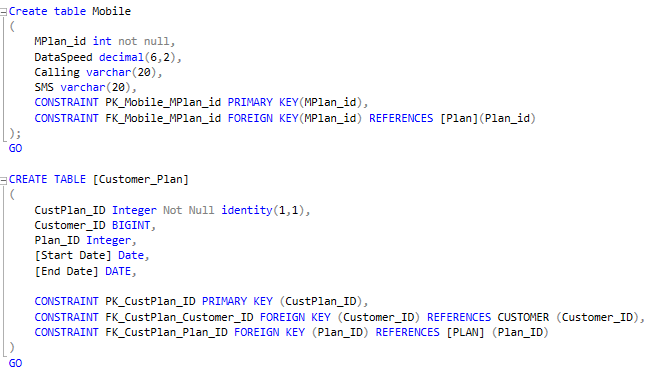 Create table Mobile
(
MPlan_id int not null,
DataSpeed decimal(6,2),
Calling varchar(20),
SMS varchar(20),
CONSTRAINT PK_Mobile_MPlan_id PRIMARY KEY(MPlan_id),
CONSTRAINT FK_Mobile_MPlan_id FOREIGN KEY(MPlan_id) REFERENCES [Plan](Plan_id)
);
GO
CREATE TABLE [Customer_Plan]
(
CustPlan_ID Integer Not Null identity(1,1),
Customer_ID BIGINT,
Plan_ID Integer,
[Start Date] Date,
[End Date] DATE,
CONSTRAINT PK_CustPlan_ID PRIMARY KEY (CustPlan_ID),
CONSTRAINT FK_CustPlan_Customer_ID FOREIGN KEY (Customer_ID) REFERENCES CUSTOMER (Customer_ID),
CONSTRAINT FK_CustPlan_Plan_ID FOREIGN KEY (Plan_ID) REFERENCES [PLAN] (Plan_ID)
)
GO